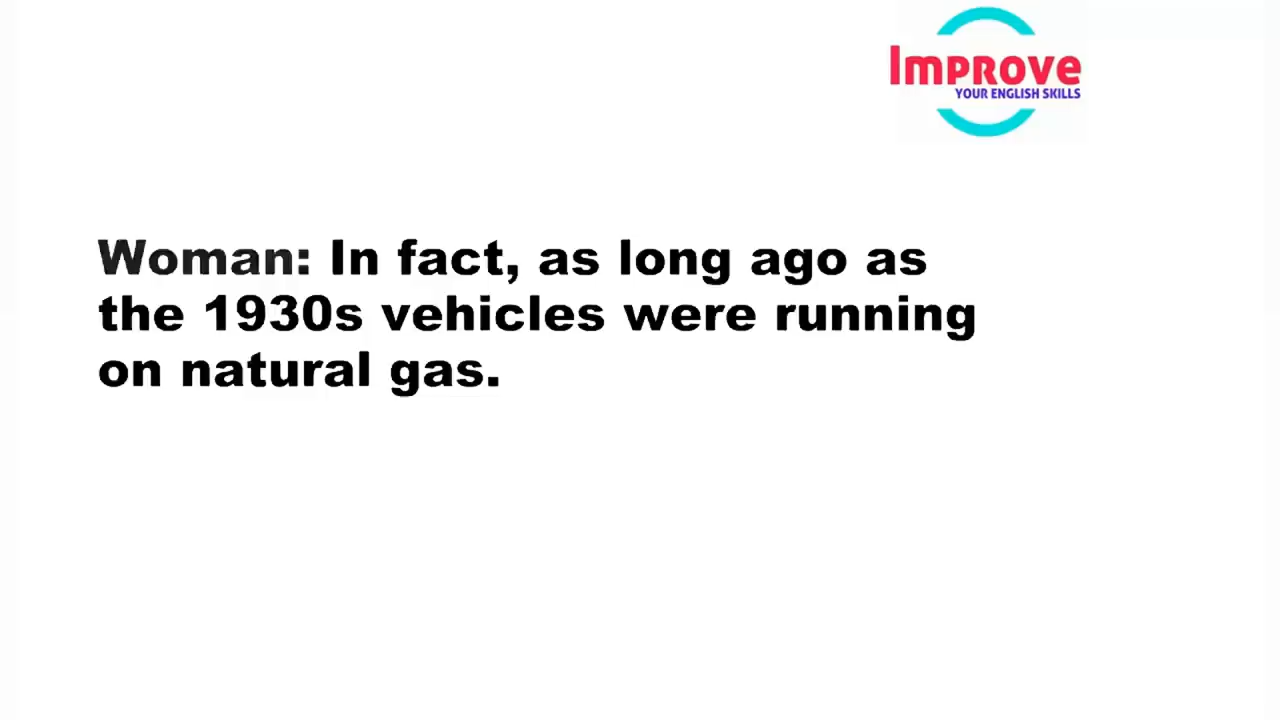 Improve
YOUR ENGLISH SKILLS
Woman: In fact, as long ago as
the 1930s vehicles were running
on natural gas.